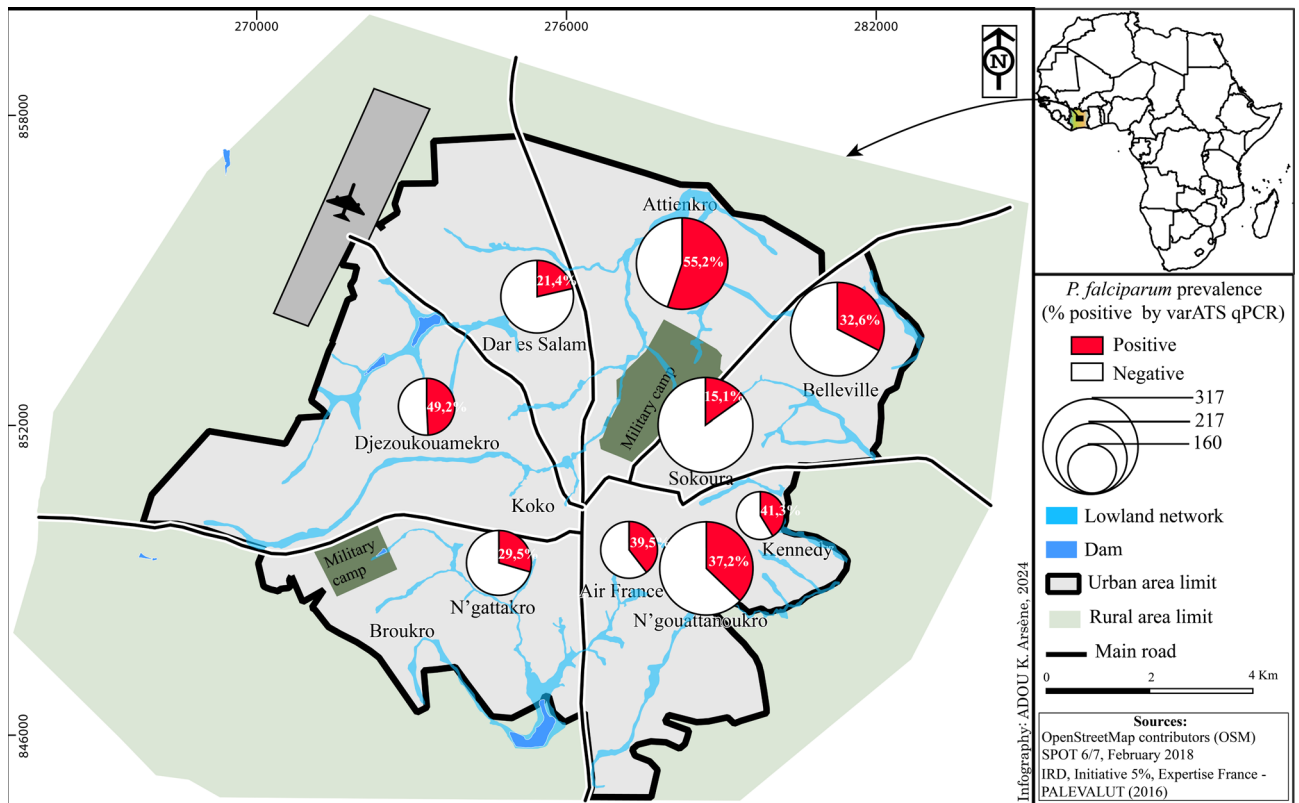 270000
276000
282000
858000
852000
846000
N
Attienkro
55,2%
21,4%
Dar es Salam
32,6%
Belleville
49,2%
Djezoukouamekro
Military camp
15,1%
Sokoura
Koko
41,3%
Kennedy
Military
camp
29,5%
N'gattakro
39,5%
Air France
37,2%
N'gouattanoukro
Broukro
Infography: ADOU K. Arsène, 2024
P. falciparum prevalence
(% positive by varATS qPCR)
Positive
Negative
317
217
160
Lowland network
Dam
Urban area limit
Rural area limit
Main road
0 2 4 Km
Sources:
OpenStreetMap contributors (OSM)
SPOT 6/7, February 2018
IRD, Initiative 5%, Expertise France -
PALEVALUT (2016)